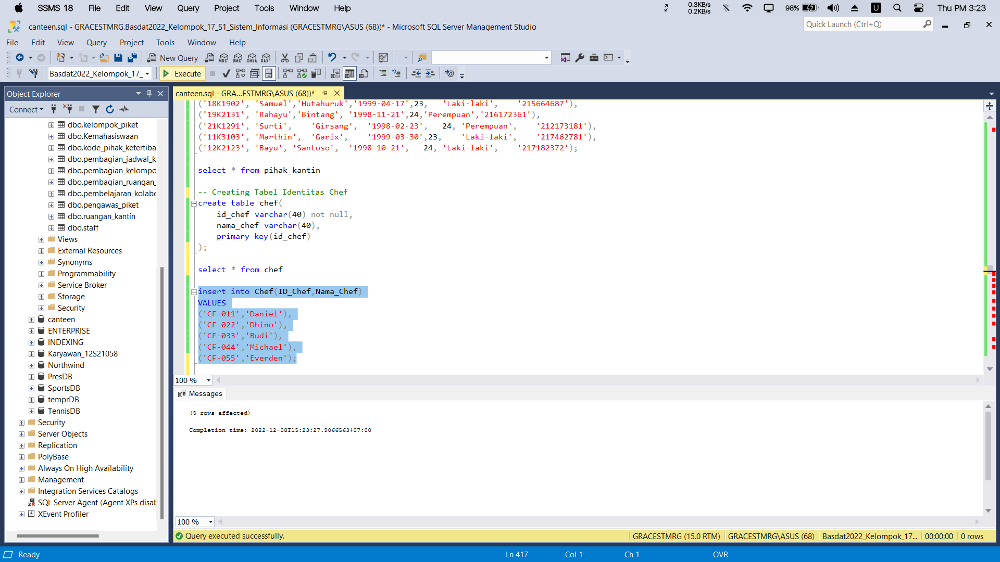 SSMS 18 File Edit View Query Project Tools Window Help
0.3KB/s
0.2KB/s
98%
U
Thu PM 3:23
canteen.sql - GRACESTMRG.Basdat2022_Kelompok_17_S1_Sistem_Informasi (GRACESTMRG\ASUS (68))* - Microsoft SQL Server Management Studio
Quick Launch (Ctrl+Q)
File Edit View Query Project Tools Window Help
New Query
MDX DMX XMLA DAX
Basdat2022_Kelompok_17_
Execute
Object Explorer
Connect
dbo.kelompok_piket
dbo.Kemahasiswaan
dbo.kode_pihak_ketertiba
dbo.pembagian_jadwal_k
dbo.pembagian_kelompo
dbo.pembagian_ruangan_
dbo.pembelajaran_kolabc
dbo.pengawas_piket
dbo.ruangan_kantin
dbo.staff
Views
External Resources
Synonyms
Programmability
Service Broker
Storage
Security
canteen
ENTERPRISE
INDEXING
Karyawan_12S21058
Northwind
PresDB
SportsDB
temprDB
TennisDB
Security
Server Objects
Replication
PolyBase
Always On High Availability
Management
Integration Services Catalogs
SQL Server Agent (Agent XPs disab
XEvent Profiler
canteen.sql - GRA...ESTMRG\ASUS (68))*
('18K1902', 'Samuel','Hutahuruk','1999-04-17',23, 'Laki-laki', '215664687'),
('19K2131', 'Rahayu','Bintang', '1998-11-21',24,'Perempuan','216172361'),
('21K1291', 'Surti', 'Girsang', '1998-02-23', 24, 'Perempuan', '212173181'),
('11K3103', 'Marthin', 'Garix', '1999-03-30',23, 'Laki-laki', '217462781'),
('12K2123', 'Bayu', 'Santoso', '1998-10-21', 24, 'Laki-laki', '217182372');
select * from pihak_kantin
-- Creating Tabel Identitas Chef
create table chef(
id_chef varchar(40) not null,
nama_chef varchar(40),
primary key(id_chef)
);
select * from chef
insert into Chef(ID_Chef,Nama_Chef)
VALUES
('CF-011','Daniel'),
('CF-022','Dhino'),
('CF-033','Budi'),
('CF-044','Michael'),
('CF-055','Everden');
100 %
Messages
(5 rows affected)
Completion time: 2022-12-08T15:23:27.9066563+07:00
100 %
Query executed successfully.
GRACESTMRG (15.0 RTM) GRACESTMRG\ASUS (68) Basdat2022_Kelompok_17... 00:00:00 0 rows
Ready
Ln 417 Col 1 Ch 1 OVR